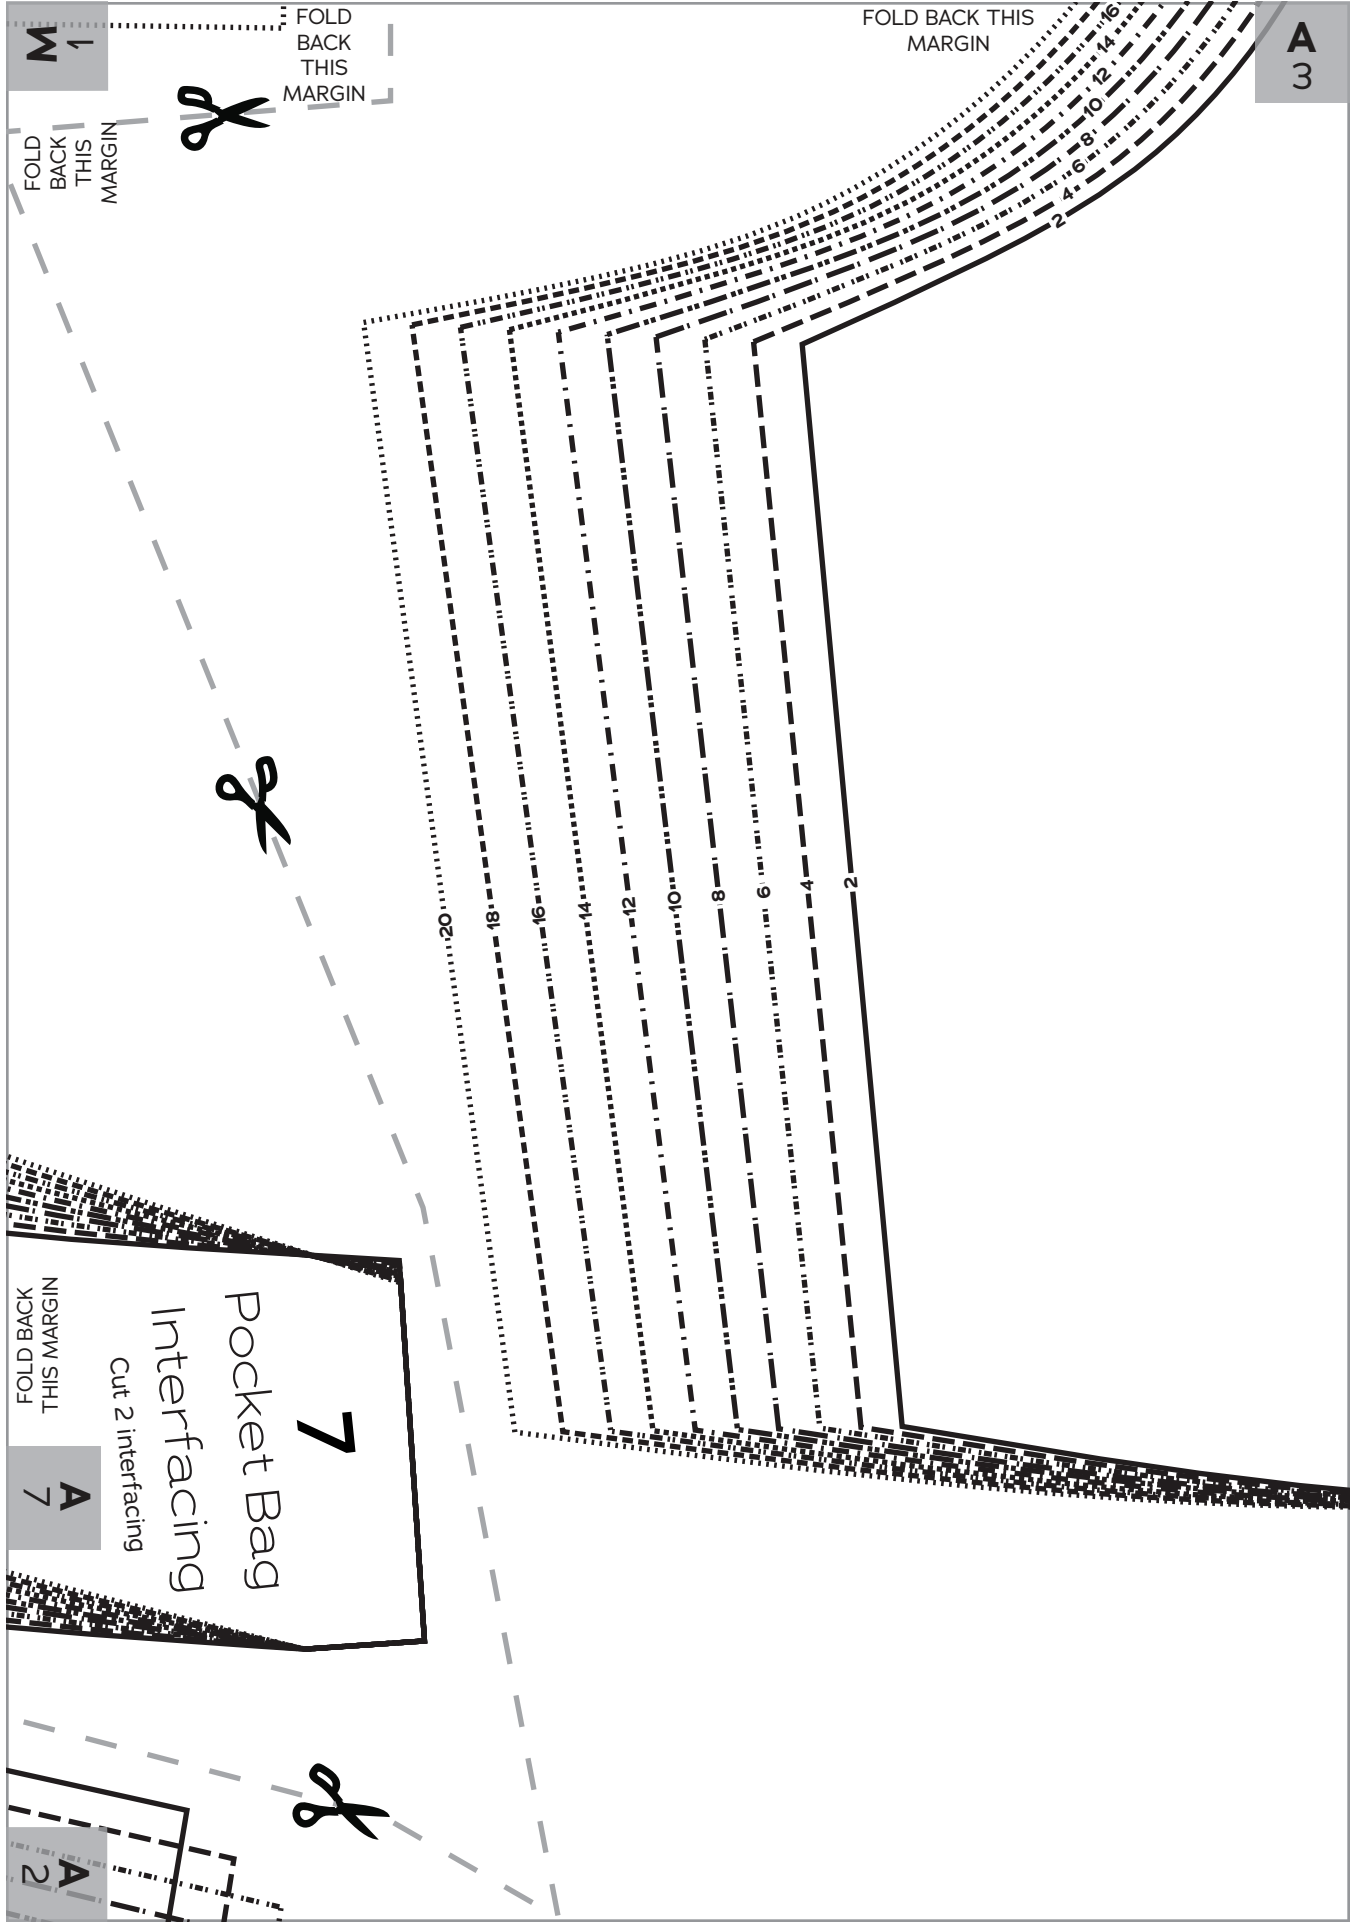 M
1
FOLD
BACK
THIS
MARGIN
FOLD BACK THIS
MARGIN
A
3
FOLD
BACK
THIS
MARGIN
16
14
12
10
8
6
4
2
20
18
16
14
12
10
8
6
4
2
FOLD BACK
THIS MARGIN
7
Pocket Bag
Interfacing
Cut 2 interfacing
A
7
A
2